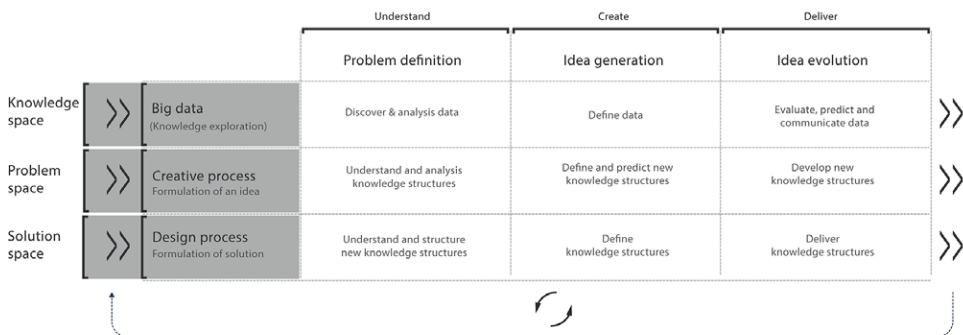 Understand Create Deliver
Problem definition Idea generation Idea evolution
Knowledge
space
Big data
(Knowledge exploration)
Discover & analysis data
Define data
Evaluate, predict and
communicate data
Problem
space
Creative process
Formulation of an idea
Understand and analysis
knowledge structures
Define and predict new
knowledge structures
Develop new
knowledge structures
Solution
space
Design process
Formulation of solution
Understand and structure
new knowledge structures
Define
knowledge structures
Deliver
knowledge structures